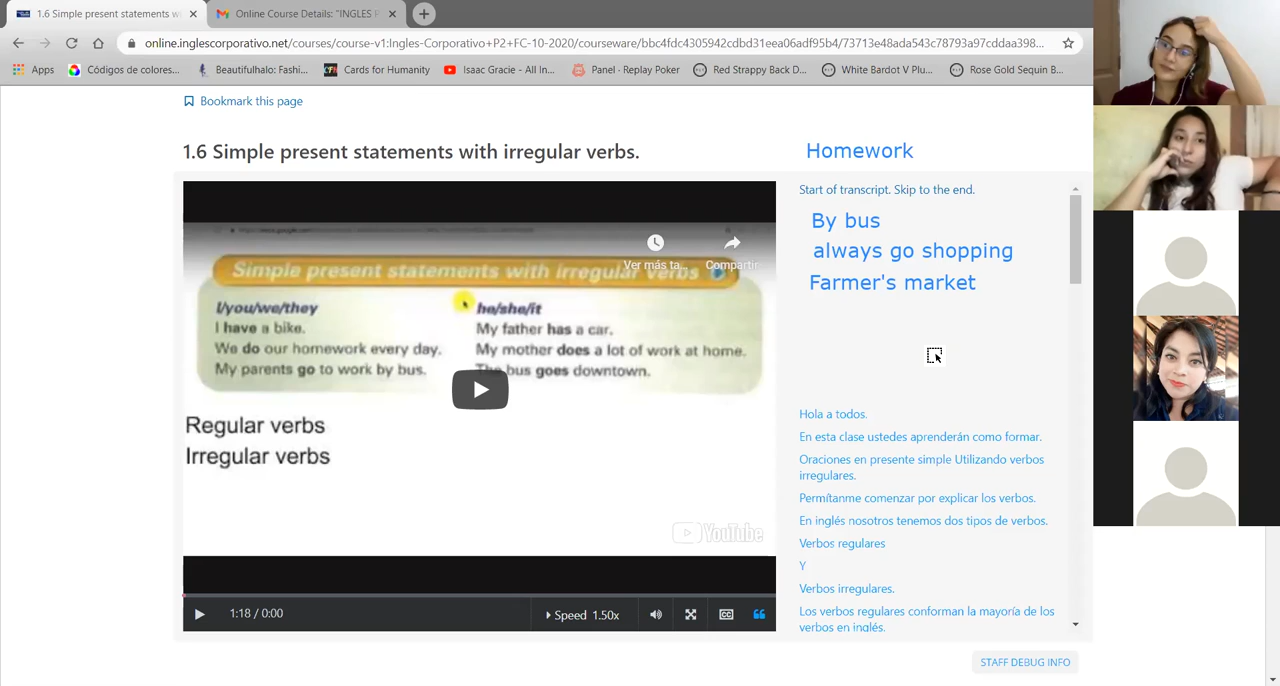 1.6 Simple present statements wi
Online Course Details: "INGLES F
online.inglescorporativo.net/courses/course-v1:Ingles-Corporativo+P2+FC-10-2020/courseware/bbc4fdc4305942cdbd31eea06adf95b4/73713e48ada543c78793a97cddaa398...
Apps
Códigos de colores...
Beautifulhalo: Fashi...
Cards for Humanity
Isaac Gracie - All In...
Panel · Replay Poker
Red Strappy Back D...
White Bardot V Plu...
Rose Gold Sequin B...
Bookmark this page
1.6 Simple present statements with irregular verbs.
Homework
Start of transcript. Skip to the end.
By bus
always go shopping
Farmer's market
Ver más ta...
Compartir
Simple present statements with irregular verbs
I/you/we/they
I have a bike.
We do our homework every day.
My parents go to work by bus.
he/she/it
My father has a car.
My mother does a lot of work at home.
The bus goes downtown.
Regular verbs
Irregular verbs
YouTube
1:18 / 0:00
Speed 1.50x
Hola a todos.
En esta clase ustedes aprenderán como formar.
Oraciones en presente simple Utilizando verbos
irregulares.
Permítanme comenzar por explicar los verbos.
En inglés nosotros tenemos dos tipos de verbos.
Verbos regulares
Y
Verbos irregulares.
Los verbos regulares conforman la mayoría de los
verbos en inglés.
STAFF DEBUG INFO